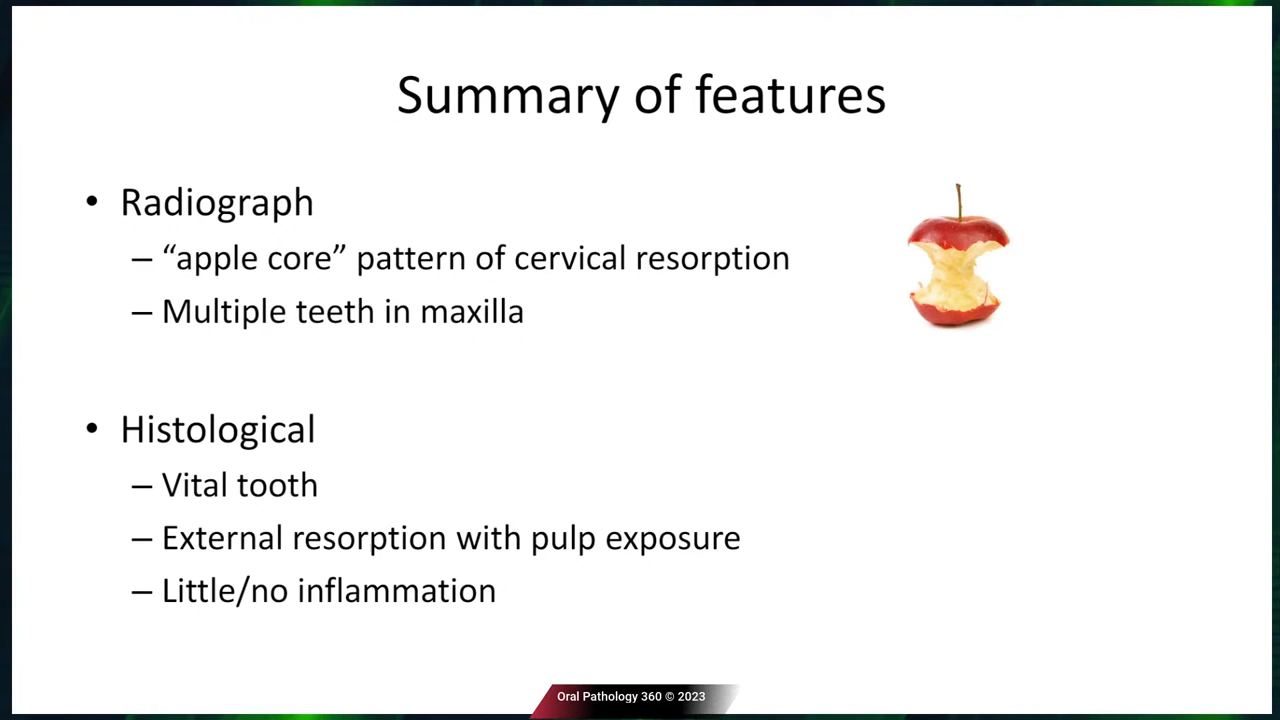 Summary of features
• Radiograph
– “apple core” pattern of cervical resorption
– Multiple teeth in maxilla
• Histological
– Vital tooth
– External resorption with pulp exposure
– Little/no inflammation
Oral Pathology 360 © 2023